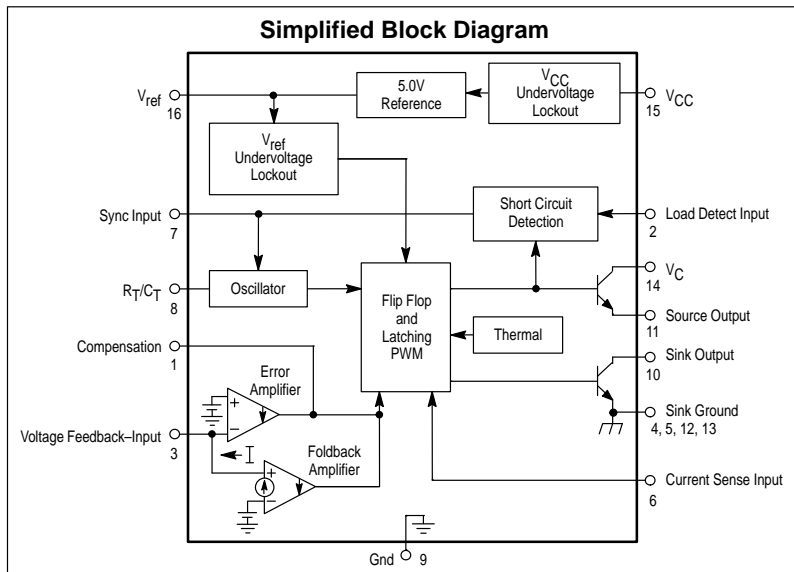 Simplified Block Diagram
Vref
16
5.0V
Reference
VCC
Undervoltage
Lockout
VCC
15
Vref
Undervoltage
Lockout
Sync Input
7
Short Circuit
Detection
Load Detect Input
2
RT/CT
8
Oscillator
Flip Flop
and
Latching
PWM
VC
14
Source Output
11
Thermal
Compensation
1
Sink Output
10
Error
Amplifier
+
–
Sink Ground
4, 5, 12, 13
Voltage Feedback–Input
3
I
Foldback
Amplifier
+
–
Current Sense Input
6
Gnd
9